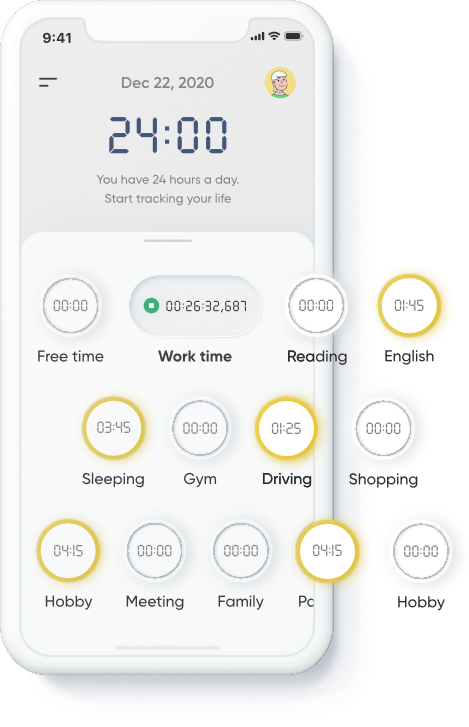 9:41
Dec 22, 2020
24:00
You have 24 hours a day.
Start tracking your life
00:00
00:26:32,687
00:00
01:45
Free time
Work time
Reading
English
03:45
00:00
01:25
00:00
Sleeping
Gym
Driving
Shopping
04:15
00:00
00:00
04:15
00:00
Hobby
Meeting
Family
Pa
Hobby